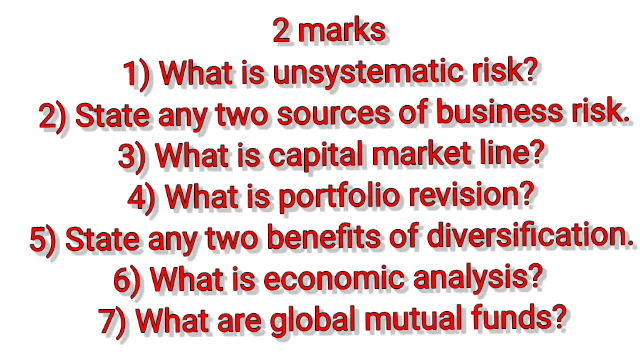 2 marks
1) What is unsystematic risk?
2) State any two sources of business risk.
3) What is capital market line?
4) What is portfolio revision?
5) State any two benefits of diversification.
6) What is economic analysis?
7) What are global mutual funds?